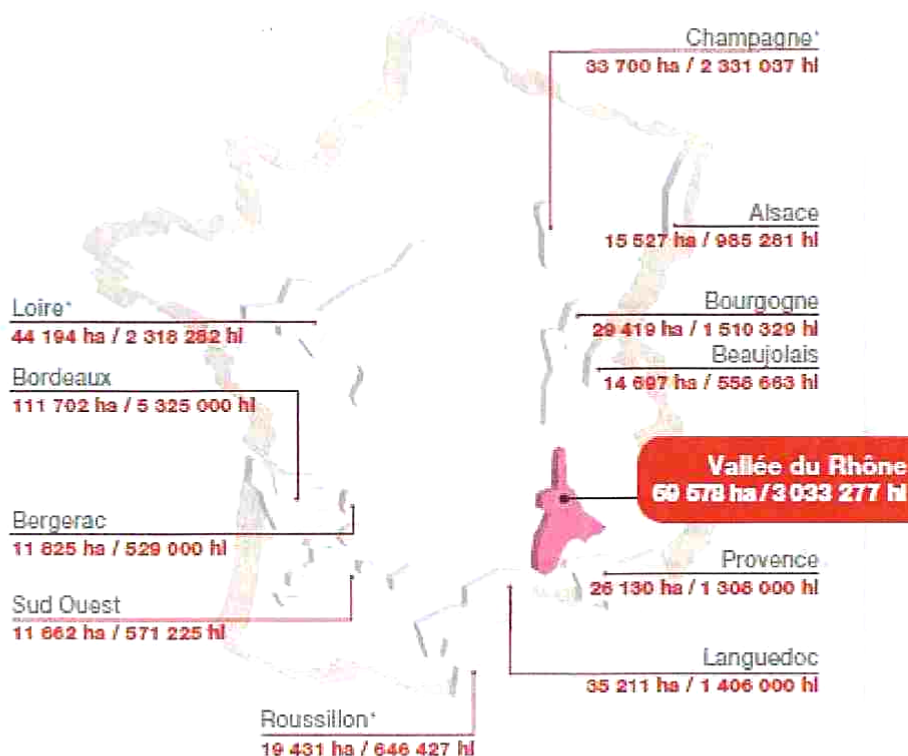 Champagne*
33 700 ha / 2 331 037 hl
Alsace
15 527 ha / 985 281 hl
Loire*
44 194 ha / 2 318 282 hl
Bourgogne
29 419 ha / 1 510 329 hl
Beaujolais
14 697 ha / 558 663 hl
Bordeaux
111 702 ha / 5 325 000 hl
Vallée du Rhône
69 578 ha / 3 033 277 hl
Bergerac
11 825 ha / 529 000 hl
Provence
26 130 ha / 1 308 000 hl
Sud Ouest
11 662 ha / 571 225 hl
Languedoc
35 211 ha / 1 406 000 hl
Roussillon*
19 431 ha / 646 427 hl